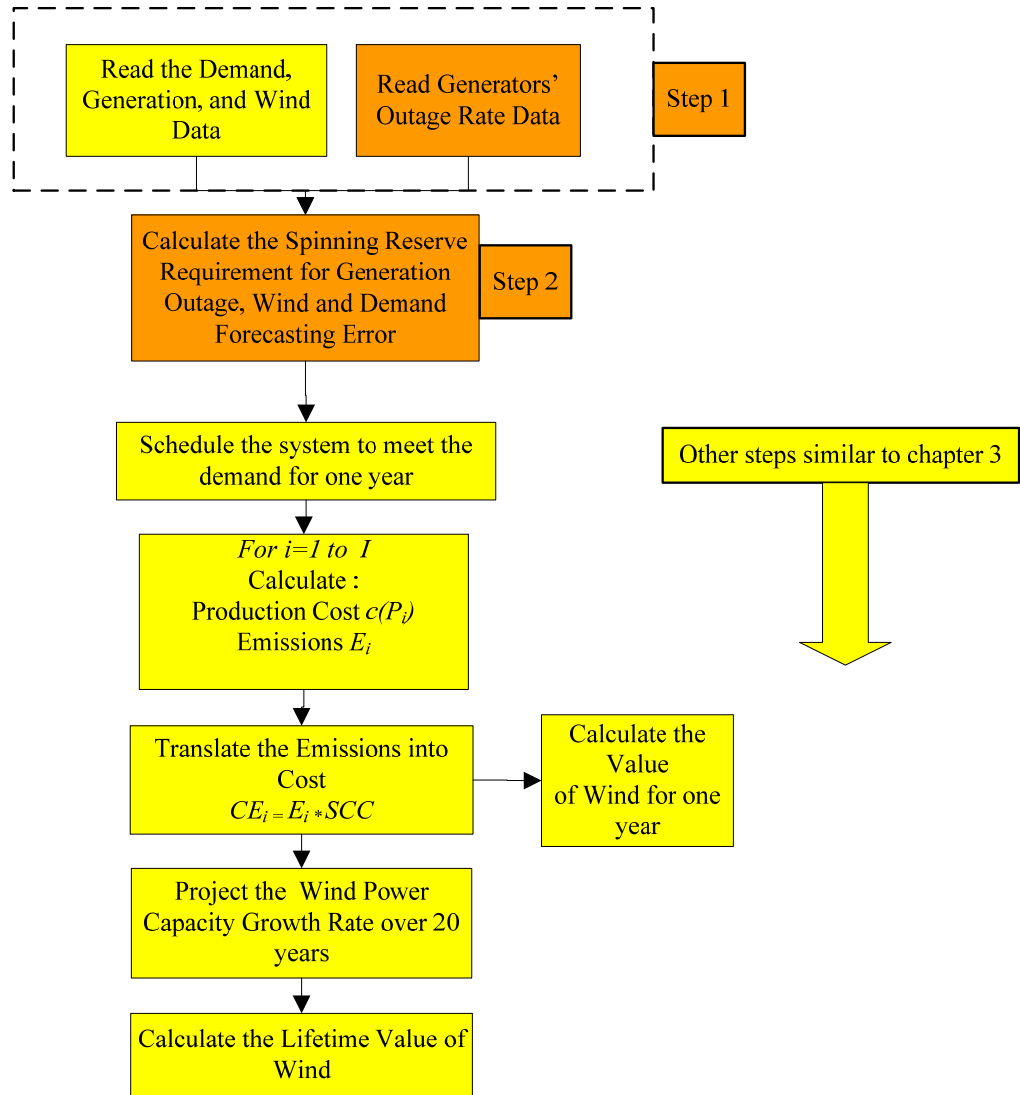 Read the Demand,
Generation, and Wind
Data
Read Generators’
Outage Rate Data
Step 1
Calculate the Spinning Reserve
Requirement for Generation
Outage, Wind and Demand
Forecasting Error
Step 2
Schedule the system to meet the
demand for one year
Other steps similar to chapter 3
For i=1 to I
Calculate :
Production Cost c(Pi)
Emissions Ei
Translate the Emissions into
Cost
CEi = Ei * SCC
Calculate the
Value
of Wind for one
year
Project the Wind Power
Capacity Growth Rate over 20
years
Calculate the Lifetime Value of
Wind